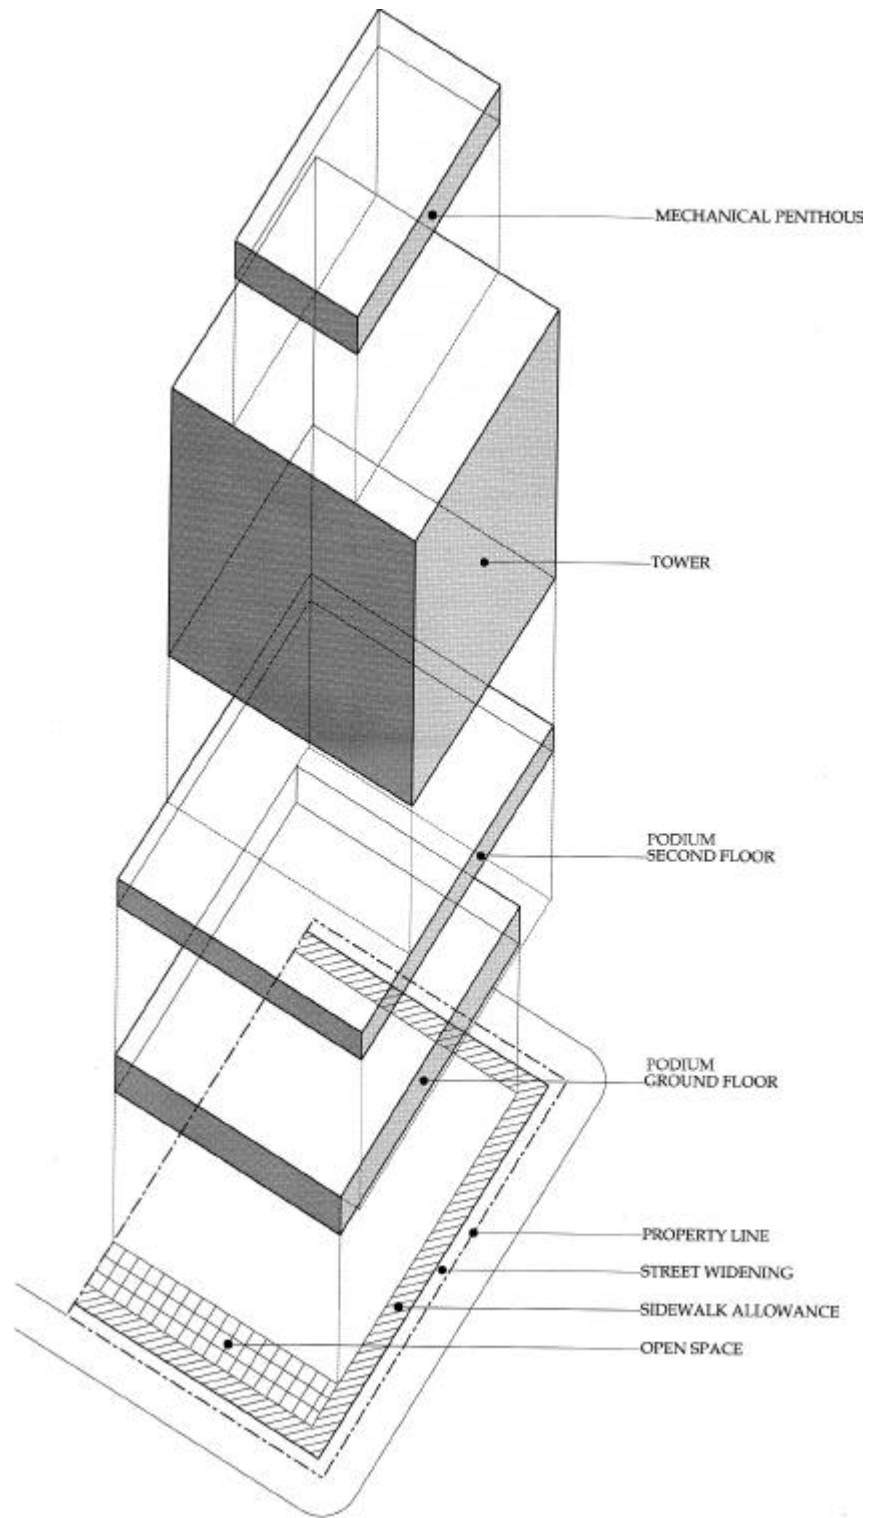 MECHANICAL PENTHOUS
TOWER
PODIUM
SECOND FLOOR
PODIUM
GROUND FLOOR
PROPERTY LINE
STREET WIDENING
SIDEWALK ALLOWANCE
OPEN SPACE